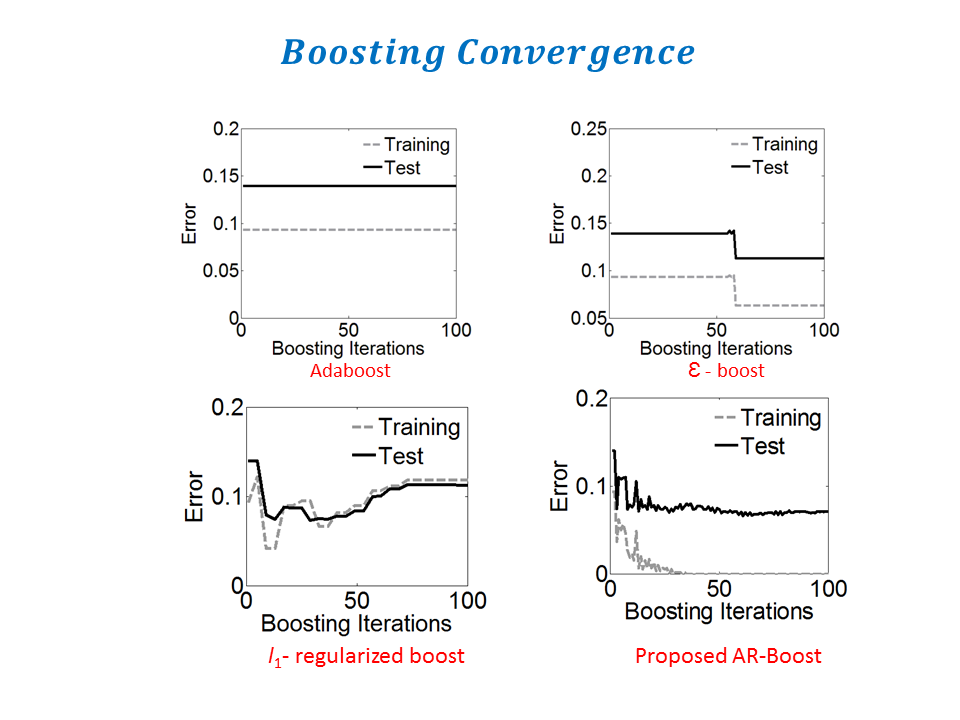 Boosting Convergence
0.2
0.15
0.1
0.05
0
Error
Training
Test
0 50 100
Boosting Iterations
Adaboost
0.25
0.2
0.15
0.1
0.05
Error
Training
Test
0 50 100
Boosting Iterations
Ɛ - boost
0.2
0.1
0
Error
Training
Test
0 50 100
Boosting Iterations
l1- regularized boost
0.2
0.1
0
Error
Training
Test
0 50 100
Boosting Iterations
Proposed AR-Boost